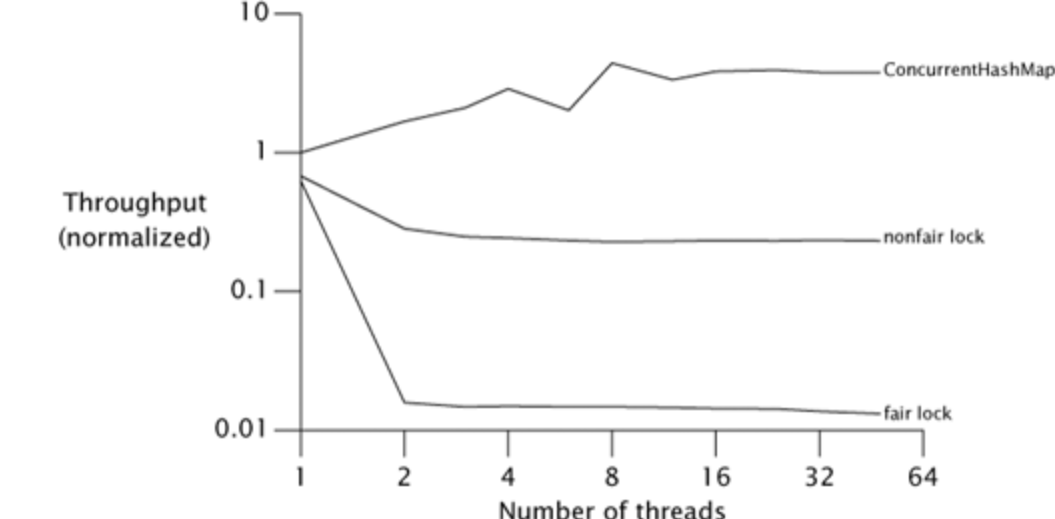 10
ConcurrentHashMap
1
Throughput
(normalized)
nonfair lock
0.1
fair lock
0.01
1 2 4 8 16 32 64
Number of threads